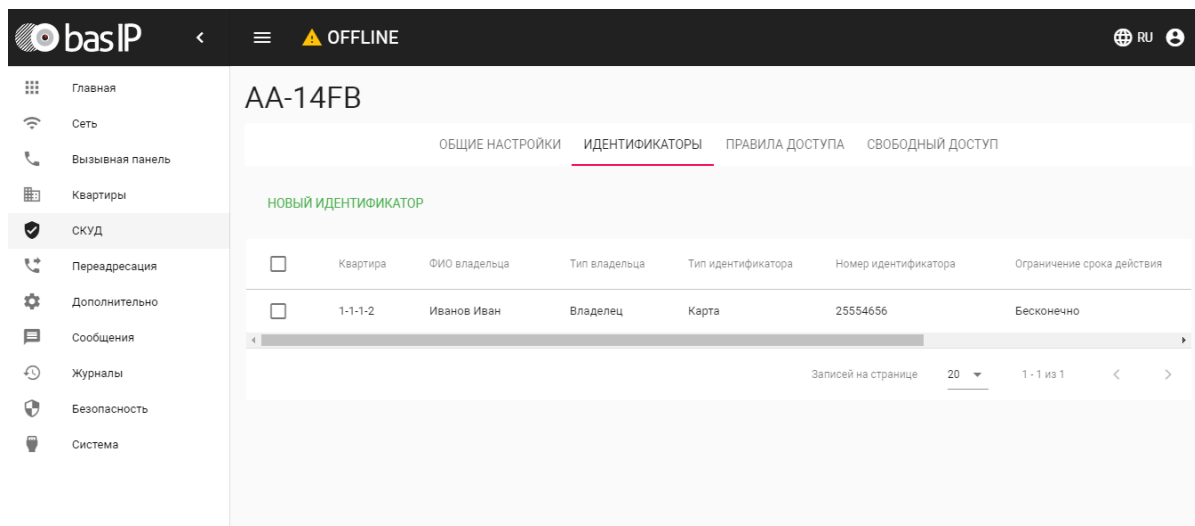 basIP
OFFLINE
RU
Главная
Сеть
Вызывная панель
Квартиры
СКУД
Переадресация
Дополнительно
Сообщения
Журналы
Безопасность
Система
AA-14FB
ОБЩИЕ НАСТРОЙКИ ИДЕНТИФИКАТОРЫ ПРАВИЛА ДОСТУПА СВОБОДНЫЙ ДОСТУП
НОВЫЙ ИДЕНТИФИКАТОР
Квартира ФИО владельца Тип владельца Тип идентификатора Номер идентификатора Ограничение срока действия
1-1-1-2 Иванов Иван Владелец Карта 25554656 Бесконечно
Записей на странице 20 1 - 1 из 1